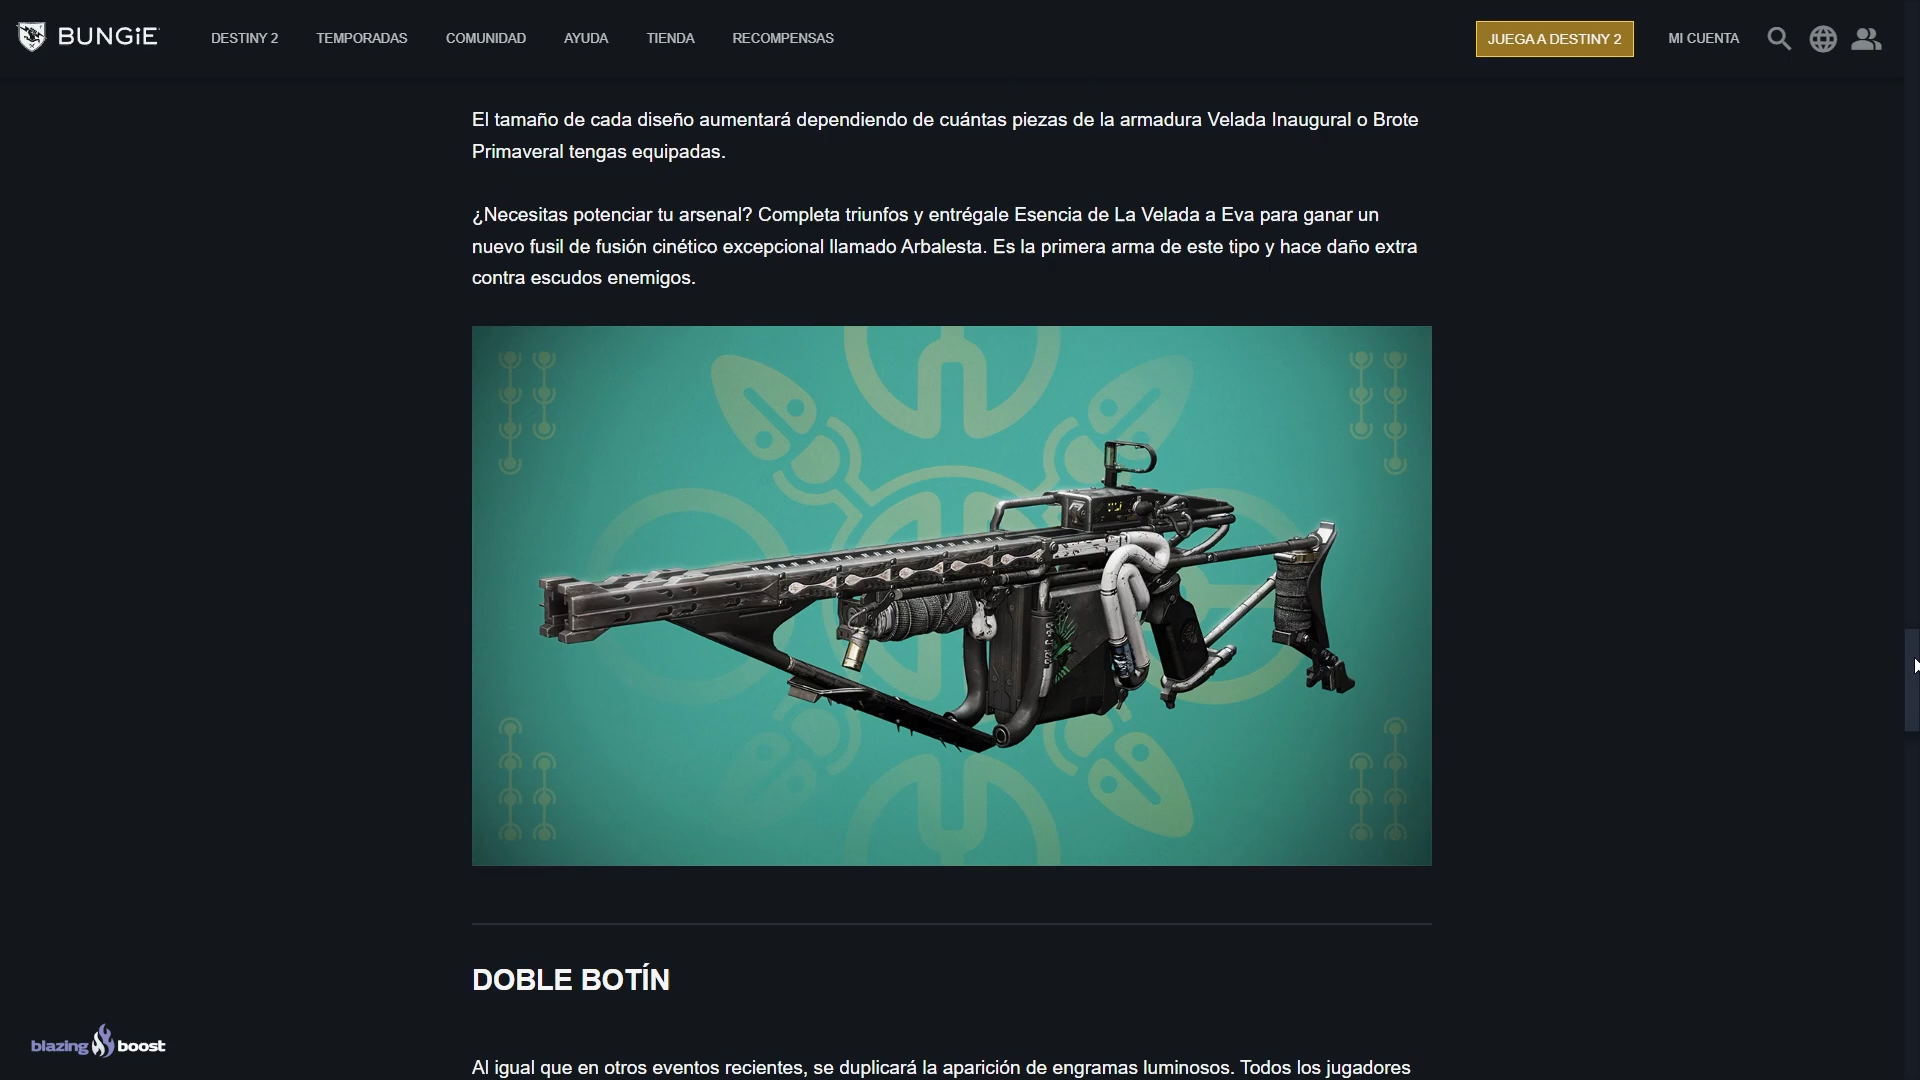 BUNGiE
DESTINY 2 TEMPORADAS COMUNIDAD AYUDA TIENDA RECOMPENSAS JUEGA A DESTINY 2 MI CUENTA
El tamaño de cada diseño aumentará dependiendo de cuántas piezas de la armadura Velada Inaugural o Brote
Primaveral tengas equipadas.
¿Necesitas potenciar tu arsenal? Completa triunfos y entrégale Esencia de La Velada a Eva para ganar un
nuevo fusil de fusión cinético excepcional llamado Arbalesta. Es la primera arma de este tipo y hace daño extra
contra escudos enemigos.
DOBLE BOTÍN
blazing boost
Al igual que en otros eventos recientes, se duplicará la aparición de engramas luminosos. Todos los jugadores